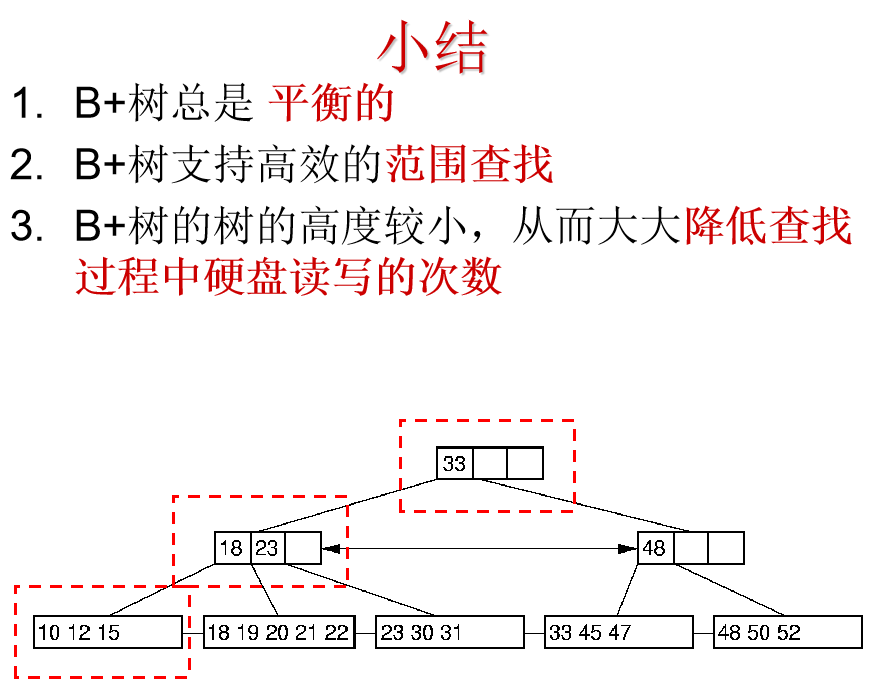 小结
1. B+树总是 平衡的
2. B+树支持高效的范围查找
3. B+树的树的高度较小，从而大大降低查找
过程中硬盘读写的次数
33
18 23
48
10 12 15
18 19 20 21 22
23 30 31
33 45 47
48 50 52